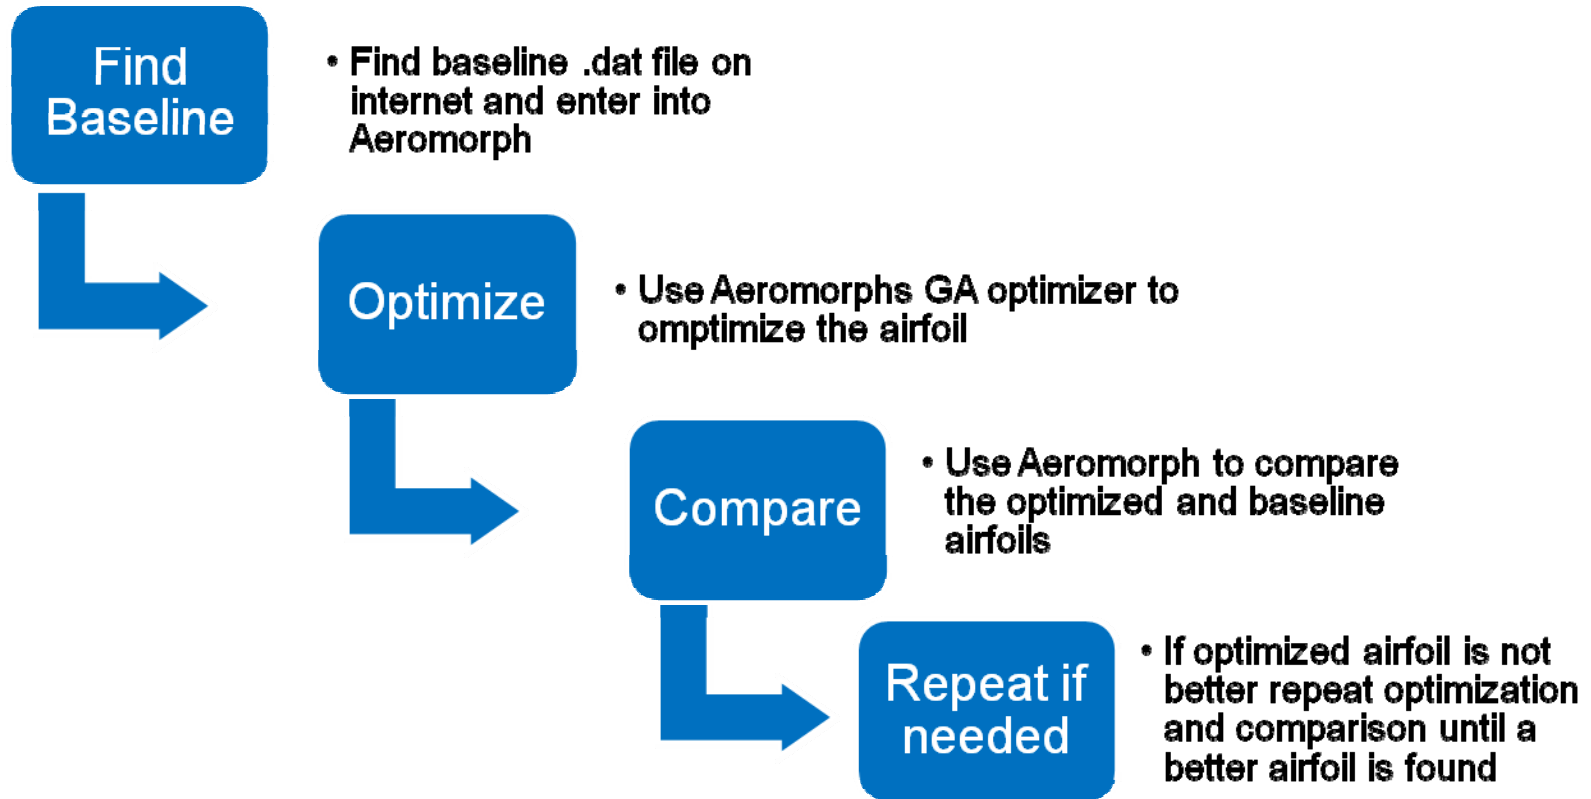 Find
Baseline
• Find baseline .dat file on
internet and enter into
Aeromorph
Optimize
• Use Aeromorphs GA optimizer to
omptimize the airfoil
Compare
• Use Aeromorph to compare
the optimized and baseline
airfoils
Repeat if
needed
• If optimized airfoil is not
better repeat optimization
and comparison until a
better airfoil is found